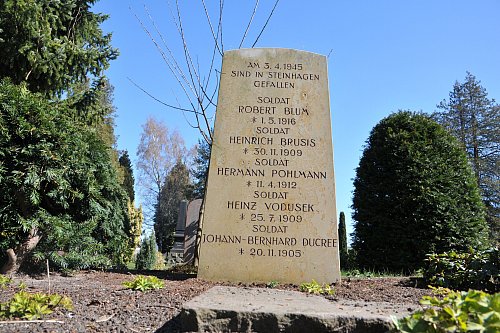 AM 3. 4. 1945
SIND IN STEINHAGEN
GEFALLEN
SOLDAT
ROBERT BLUM
* 1. 5. 1916
SOLDAT
HEINRICH BRUSIS
* 30. 11. 1909
SOLDAT
HERMANN POHLMANN
* 11. 4. 1912
SOLDAT
HEINZ VODUSEK
* 25. 7. 1909
SOLDAT
JOHANN-BERNHARD DUCREE
* 20. 11. 1905